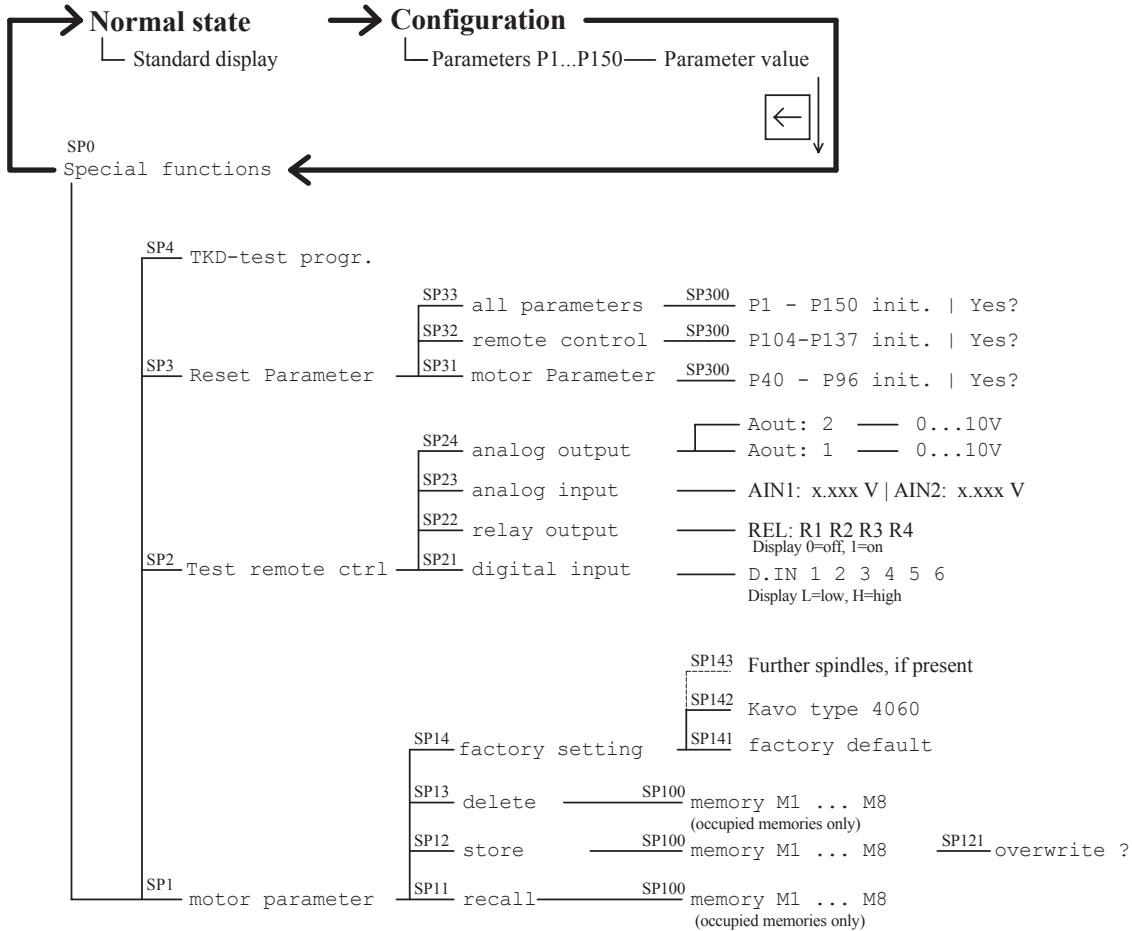 Normal state
Configuration
Standard display
Parameters P1...P150
Parameter value
←
SP0
Special functions
SP4 TKD-test progr.
SP33 all parameters SP300 P1 - P150 init. | Yes?
SP32 remote control SP300 P104-P137 init. | Yes?
SP3 Reset Parameter SP31 motor Parameter SP300 P40 - P96 init. | Yes?
Aout: 2 0...10V
SP24 analog output Aout: 1 0...10V
SP23 analog input AIN1: x.xxx V | AIN2: x.xxx V
SP22 relay output REL: R1 R2 R3 R4
Display 0=off, 1=on
SP2 Test remote ctrl SP21 digital input D.IN 1 2 3 4 5 6
Display L=low, H=high
SP143 Further spindles, if present
SP142 Kavo type 4060
SP14 factory setting SP141 factory default
SP13 delete SP100 memory M1 ... M8
(occupied memories only)
SP12 store SP100 memory M1 ... M8 SP121 overwrite ?
SP1 motor parameter SP11 recall SP100 memory M1 ... M8
(occupied memories only)